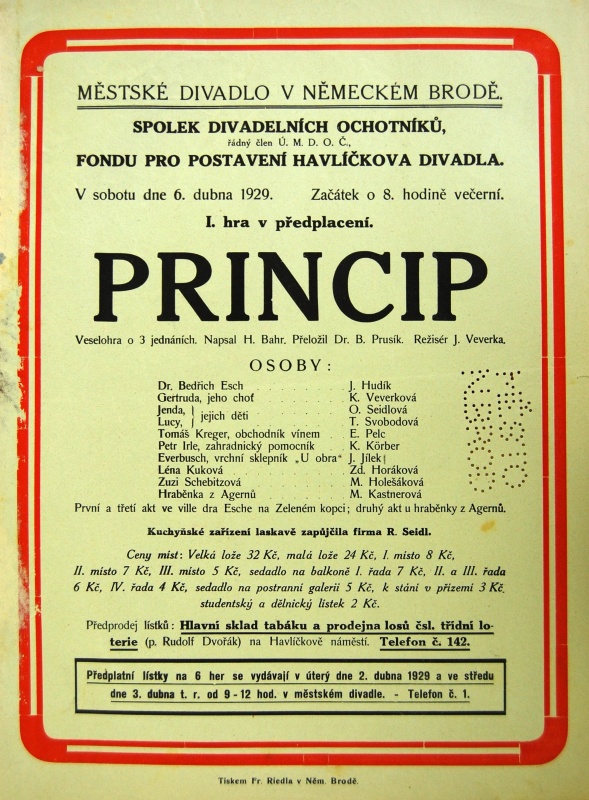 MĚSTSKÉ DIVADLO V NĚMECKÉM BRODĚ.
SPOLEK DIVADELNÍCH OCHOTNÍKŮ,
řádný člen Ú. M. D. O. Č.,
FONDU PRO POSTAVENÍ HAVLÍČKOVA DIVADLA.
V sobotu dne 6. dubna 1929. Začátek o 8. hodině večerní.
I. hra v předplacení.
PRINCIP
Veselohra o 3 jednáních. Napsal H. Bahr. Přeložil Dr. B. Prusík. Režisér J. Veverka.
OSOBY:
Dr. Bedřich Esch . . . . . . . . . J. Hudík
Gertruda, jeho choť . . . . . . . . K. Veverková
Jenda, } jejich děti . . . . . . . . O. Seidlová
Lucy, } T. Svobodová
Tomáš Kreger, obchodník vínem . . E. Pelc
Petr Irle, zahradnický pomocník . . K. Körber
Everbusch, vrchní sklepník „U obra" J. Jílek
Léna Kuková . . . . . . . . . Zd. Horáková
Zuzi Schebitzová . . . . . . . . M. Holešáková
Hraběnka z Agernů . . . . . . . . M. Kastnerová
První a třetí akt ve ville dra Esche na Zeleném kopci; druhý akt u hraběnky z Agernů.
Kuchyňské zařízení laskavě zapůjčila firma R. Seidl.
Ceny míst: Velká lože 32 Kč, malá lože 24 Kč, I. místo 8 Kč,
II. místo 7 Kč, III. místo 5 Kč, sedadlo na balkoně I. řada 7 Kč, II. a III. řada
6 Kč, IV. řada 4 Kč, sedadlo na postranní galerii 5 Kč, k stání v přízemí 3 Kč,
studentský a dělnický lístek 2 Kč.
Předprodej lístků: Hlavní sklad tabáku a prodejna losů čsl. třídní lo-
terie (p. Rudolf Dvořák) na Havlíčkově náměstí. Telefon č. 142.
Předplatní lístky na 6 her se vydávají v úterý dne 2. dubna 1929 a ve středu
dne 3. dubna t. r. od 9 - 12 hod. v městském divadle. - Telefon č. 1.
Tiskem Fr. Riedla v Něm. Brodě.